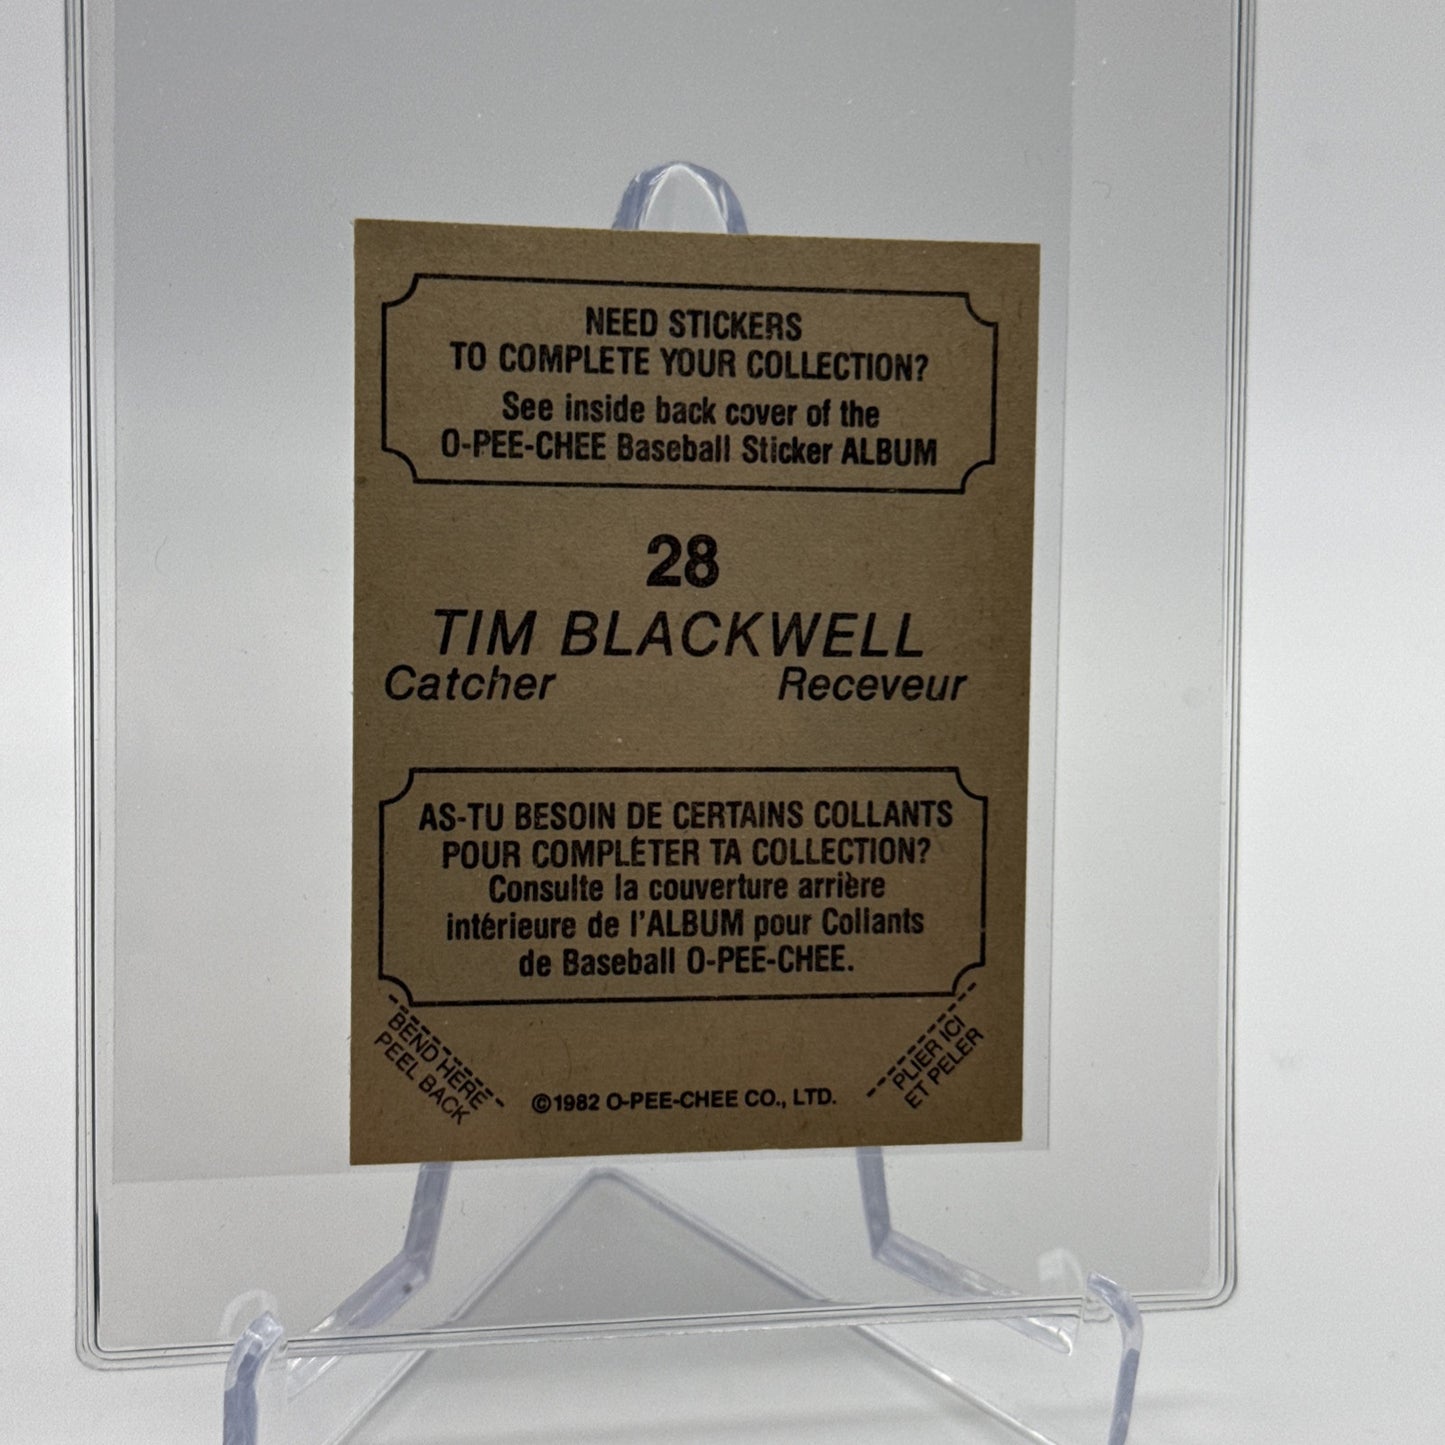 NEED STICKERS
TO COMPLETE YOUR COLLECTION?
See inside back cover of the
O-PEE-CHEE Baseball Sticker ALBUM
28
TIM BLACKWELL
Catcher Receveur
AS-TU BESOIN DE CERTAINS COLLANTS
POUR COMPLÉTER TA COLLECTION?
Consulte la couverture arrière
intérieure de l'ALBUM pour Collants
de Baseball O-PEE-CHEE.
BEND HERE
PEEL BACK
©1982 O-PEE-CHEE CO., LTD.
PLIER ICI
ET PELER